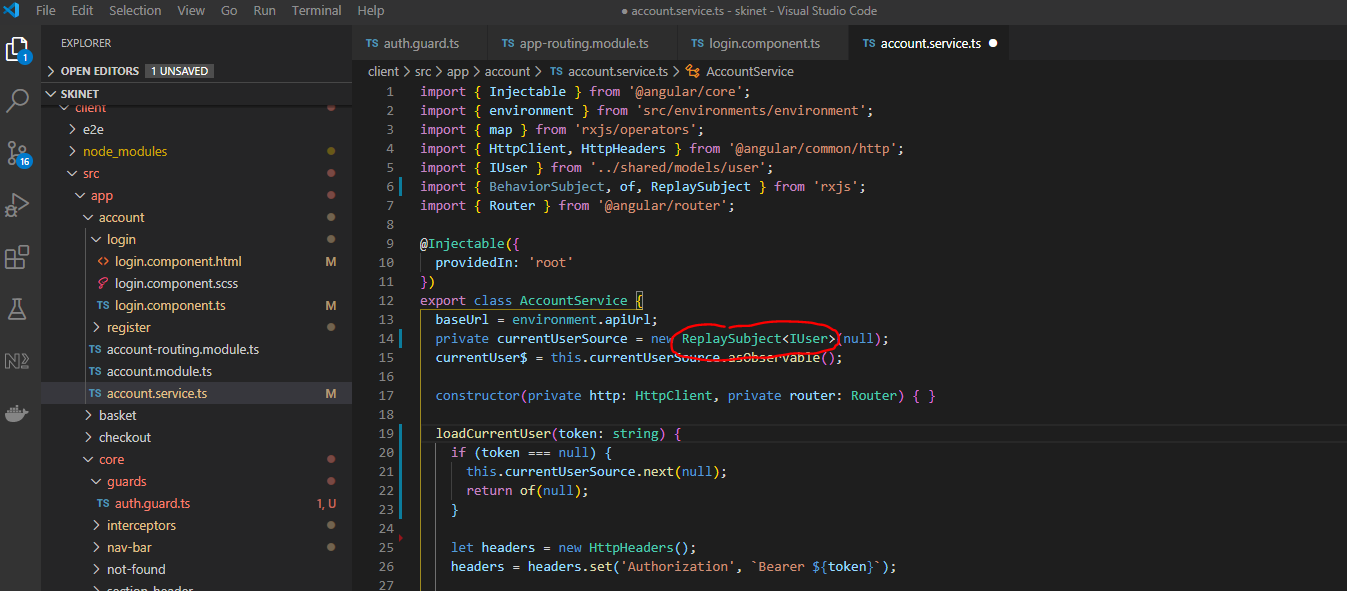 File Edit Selection View Go Run Terminal Help
● account.service.ts - skinet - Visual Studio Code
EXPLORER
OPEN EDITORS 1 UNSAVED
SKINET
client
e2e
node_modules
src
app
account
login
login.component.html M
login.component.scss
login.component.ts M
register
account-routing.module.ts
account.module.ts
account.service.ts M
basket
checkout
core
guards
auth.guard.ts 1, U
interceptors
nav-bar
not-found
section-header
1
16
TS auth.guard.ts TS app-routing.module.ts TS login.component.ts TS account.service.ts ●
client > src > app > account > TS account.service.ts > AccountService
1 import { Injectable } from '@angular/core';
2 import { environment } from 'src/environments/environment';
3 import { map } from 'rxjs/operators';
4 import { HttpClient, HttpHeaders } from '@angular/common/http';
5 import { IUser } from '../shared/models/user';
6 import { BehaviorSubject, of, ReplaySubject } from 'rxjs';
7 import { Router } from '@angular/router';
8
9 @Injectable({
10 providedIn: 'root'
11 })
12 export class AccountService {
13 baseUrl = environment.apiUrl;
14 private currentUserSource = new ReplaySubject<IUser>(null);
15 currentUser$ = this.currentUserSource.asObservable();
16
17 constructor(private http: HttpClient, private router: Router) { }
18
19 loadCurrentUser(token: string) {
20 if (token === null) {
21 this.currentUserSource.next(null);
22 return of(null);
23 }
24
25 let headers = new HttpHeaders();
26 headers = headers.set('Authorization', `Bearer ${token}`);
27